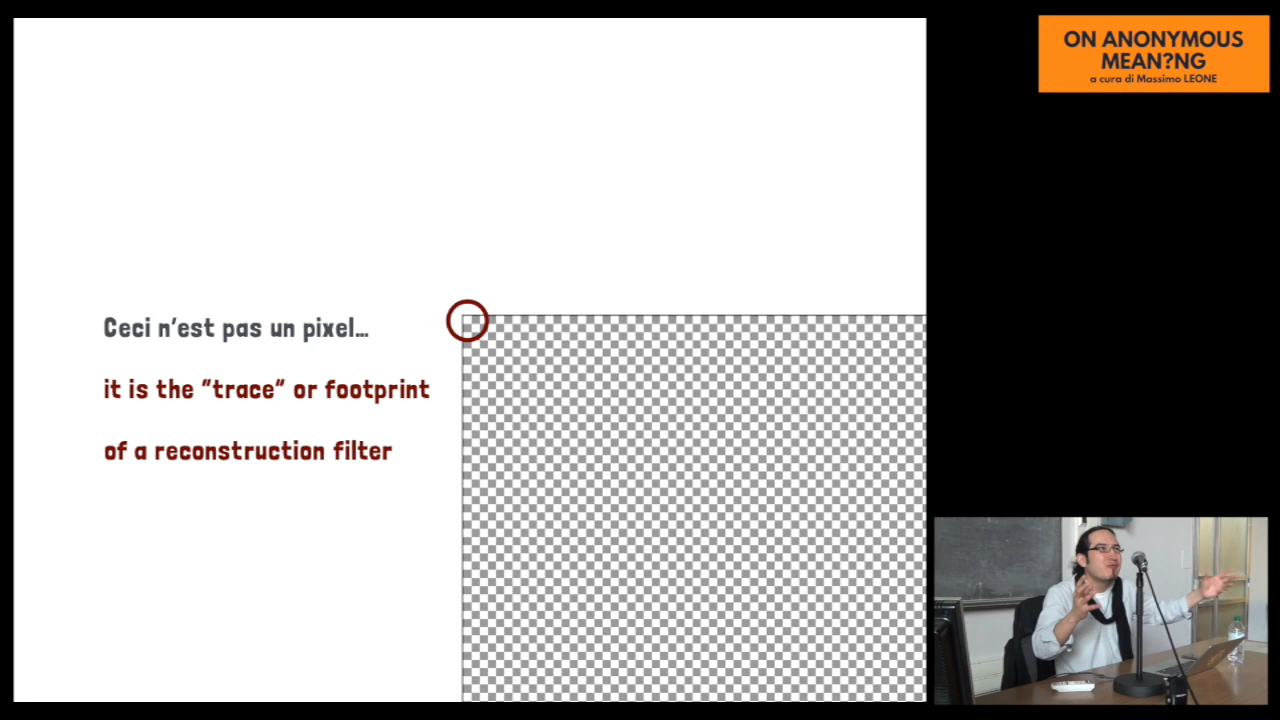 ON ANONYMOUS
MEAN?NG
a cura di Massimo LEONE
Ceci n'est pas un pixel...
it is the "trace" or footprint
of a reconstruction filter